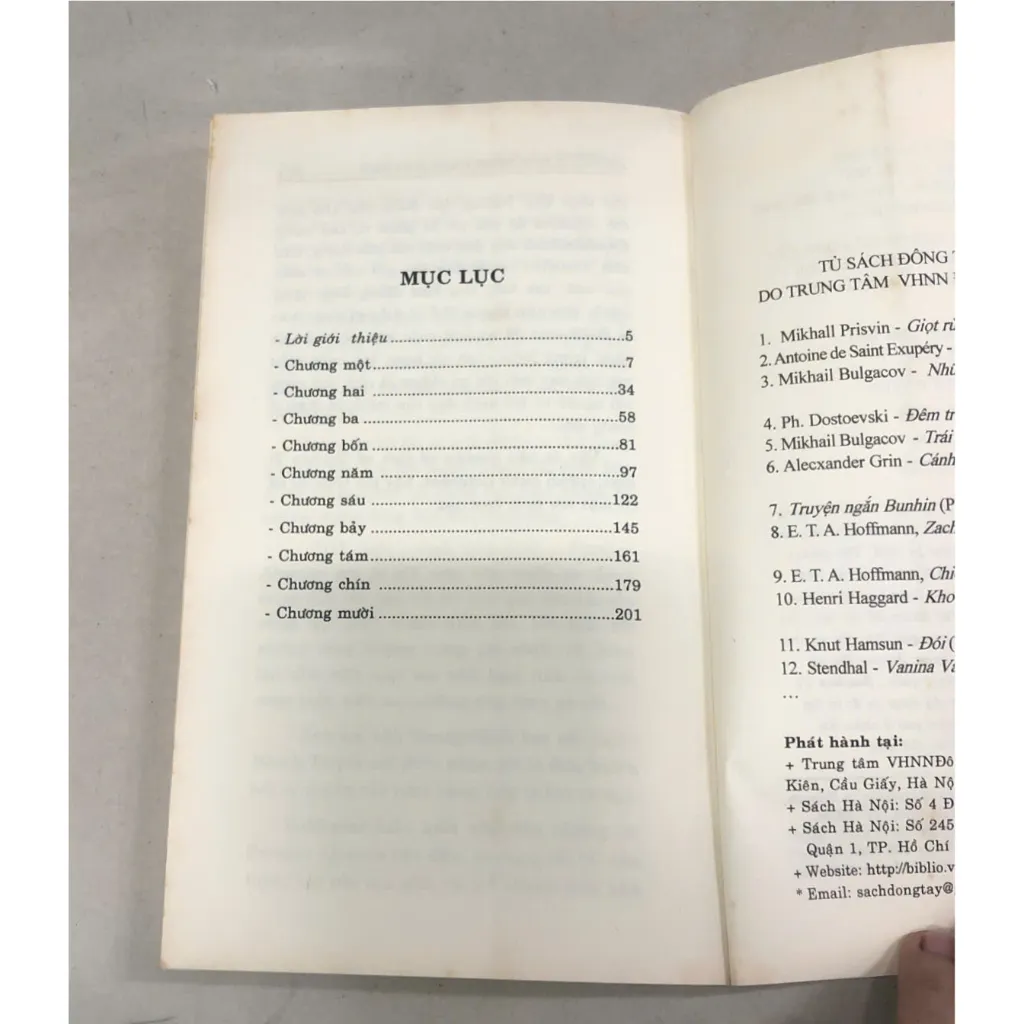 MỤC LỤC
- Lời giới thiệu..........................................................5
- Chương một..............................................................7
- Chương hai ............................................................34
- Chương ba ..............................................................58
- Chương bốn ............................................................81
- Chương năm ..........................................................97
- Chương sáu ..........................................................122
- Chương bảy ..........................................................145
- Chương tám..........................................................161
- Chương chín ........................................................179
- Chương mười ........................................................201
TỦ SÁCH ĐÔNG
DO TRUNG TÂM VHNN
1. Mikhall Prisvin - Giọt
2. Antoine de Saint Exupéry -
3. Mikhail Bulgacov -
4. Ph. Dostoevski - Đêm
5. Mikhail Bulgacov - Trái
6. Alecxander Grin - Cánh
7. Truyện ngắn Bunhin (P
8. E. T. A. Hoffmann,
9. E. T. A. Hoffmann,
10. Henri Haggard -
11. Knut Hamsun - Đói (
12. Stendhal - Vanina
...
Phát hành tại:
+ Trung tâm VHNNĐô
Kiên, Cầu Giấy, Hà Nộ
+ Sách Hà Nội: Số 4 Đ
+ Sách Hà Nội: Số 245
Quận 1, TP. Hồ Chí
+ Website: http://biblio.v
* Email: sachdongtay@